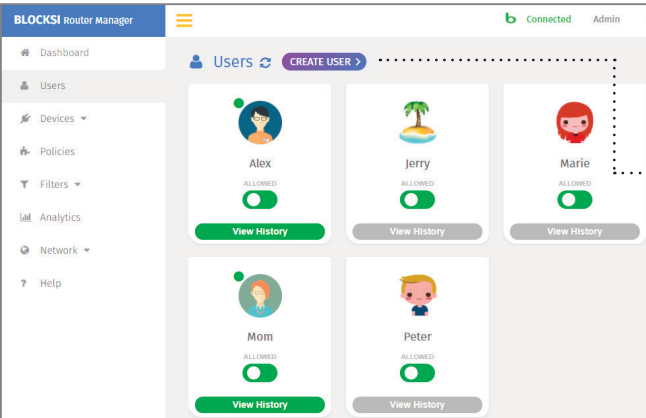 BLOCKSI Router Manager
b Connected Admin
Dashboard
Users
Devices
Policies
Filters
Analytics
Network
? Help
Users CREATE USER >
Alex
ALLOWED
View History
Jerry
ALLOWED
View History
Marie
ALLOWED
View History
Mom
ALLOWED
View History
Peter
ALLOWED
View History